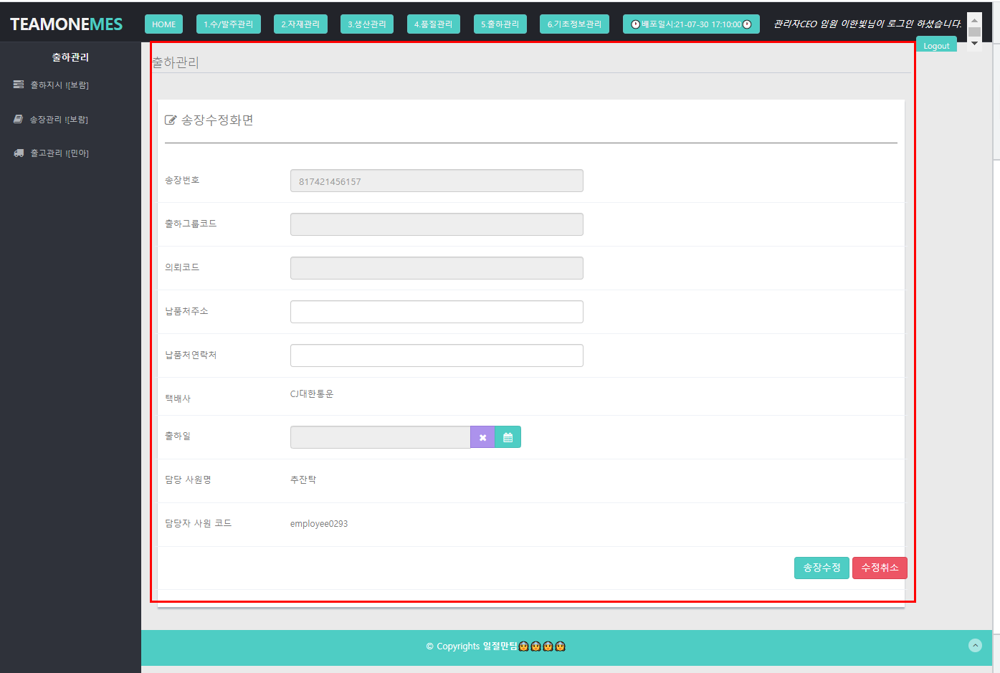 TEAMONEMES
HOME
1.수/발주관리
2.자재관리
3.생산관리
4.품질관리
5.출하관리
6.기초정보관리
🕐배포일시:21-07-30 17:10:00🕐
관리자CEO 임원 이한빛님이 로그인 하셨습니다.
Logout
출하관리
출하지시 ![보람]
송장관리 ![보람]
출고관리 ![민아]
출하관리
송장수정화면
송장번호
817421456157
출하그룹코드
의뢰코드
납품처주소
납품처연락처
택배사
CJ대한통운
출하일
담당 사원명
추잔탁
담당자 사원 코드
employee0293
송장수정
수정취소
© Copyrights 일절만팀